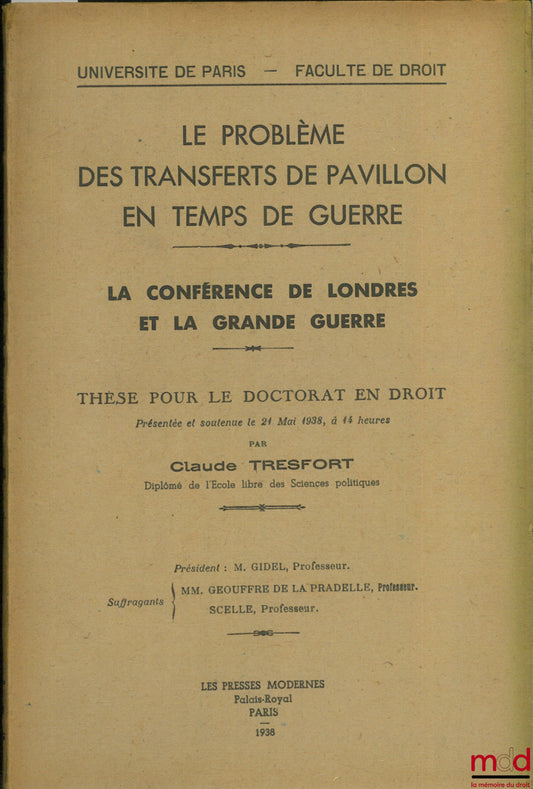 UNIVERSITE DE PARIS — FACULTE DE DROIT
LE PROBLÈME
DES TRANSFERTS DE PAVILLON
EN TEMPS DE GUERRE
LA CONFÉRENCE DE LONDRES
ET LA GRANDE GUERRE
THÈSE POUR LE DOCTORAT EN DROIT
Présentée et soutenue le 21 Mai 1938, à 14 heures
PAR
Claude TRESFORT
Diplômé de l'Ecole libre des Sciences politiques
Président : M. GIDEL, Professeur.
Suffragants { MM. GEOUFFRE DE LA PRADELLE, Professeur.
SCELLE, Professeur.
LES PRESSES MODERNES
Palais-Royal
PARIS
—
1938
mdd
la mémoire du droit